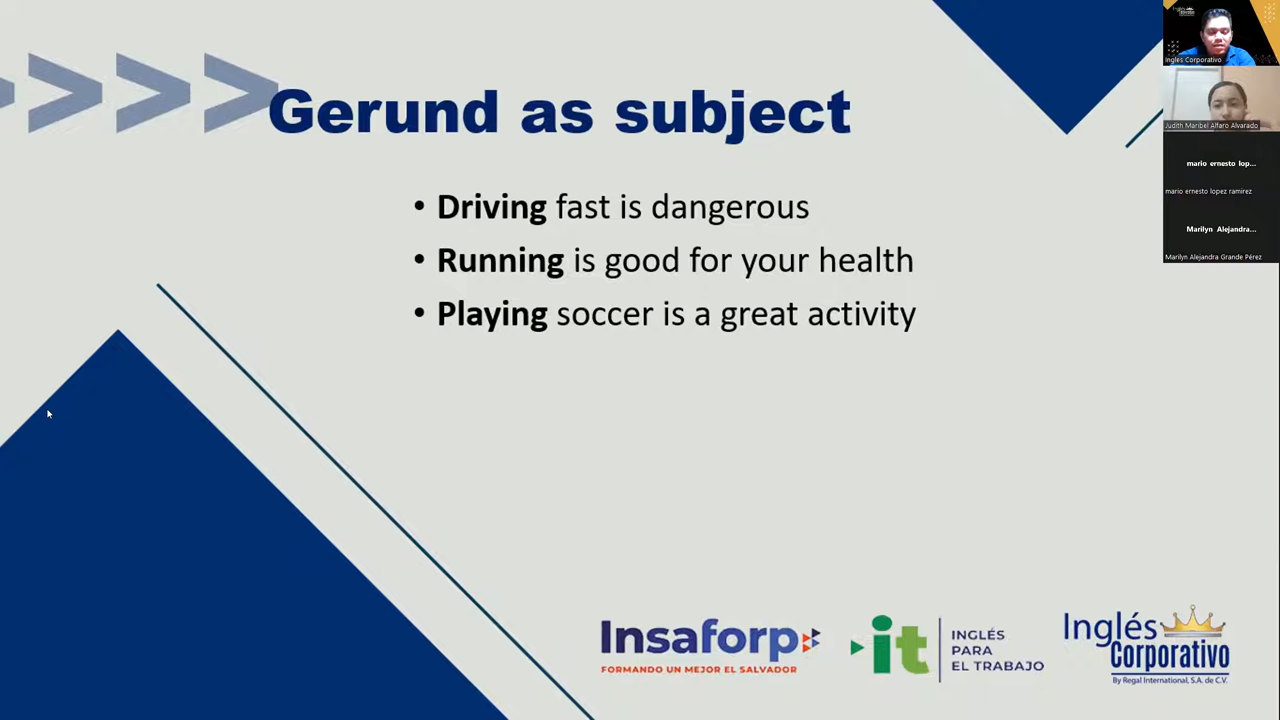 Gerund as subject
• Driving fast is dangerous
• Running is good for your health
• Playing soccer is a great activity
Inglés Corporativo
Judith Maribel Alfaro Alvarado
mario ernesto lop...
mario ernesto lopez ramirez
Marilyn Alejandra...
Marilyn Alejandra Grande Pérez
Insaforp
FORMANDO UN MEJOR EL SALVADOR
it
INGLÉS
PARA
EL TRABAJO
Inglés
Corporativo
By Regal International, S.A. de C.V.